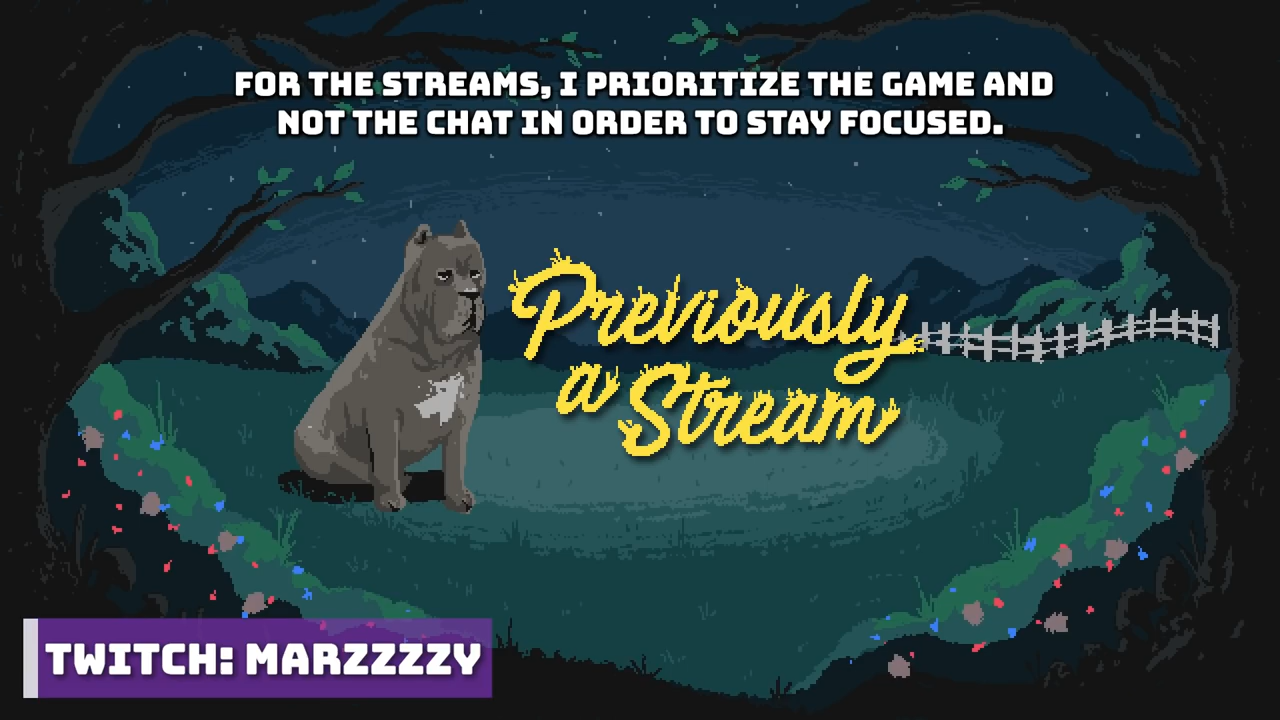 FOR THE STREAMS, I PRIORITIZE THE GAME AND
NOT THE CHAT IN ORDER TO STAY FOCUSED.
Previously
a Stream
TWITCH: MARZZZZY